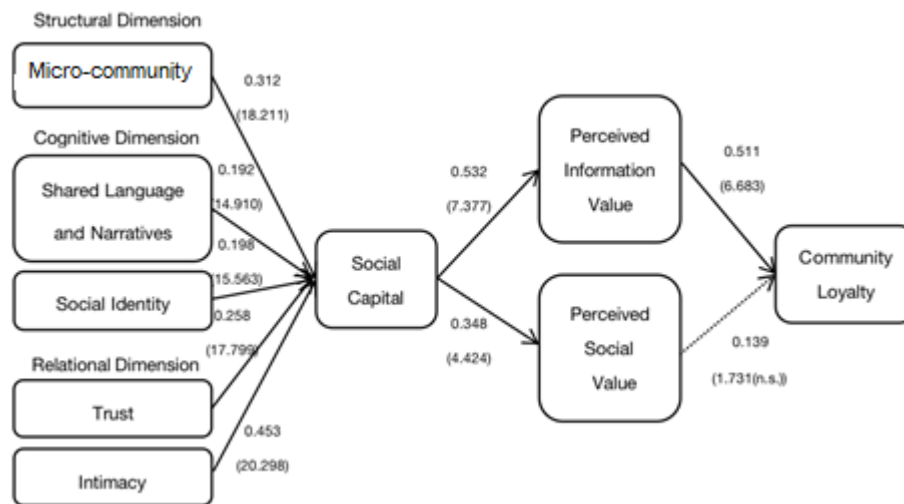 Structural Dimension
Micro-community
0.312
(18.211)
Cognitive Dimension
Shared Language
and Narratives
0.192
(14.910)
0.198
Social Identity
(15.563)
0.258
(17.799)
Relational Dimension
Trust
0.453
(20.298)
Intimacy
Social
Capital
0.532
(7.377)
0.348
(4.424)
Perceived
Information
Value
Perceived
Social
Value
0.511
(6.683)
0.139
(1.731(n.s.))
Community
Loyalty